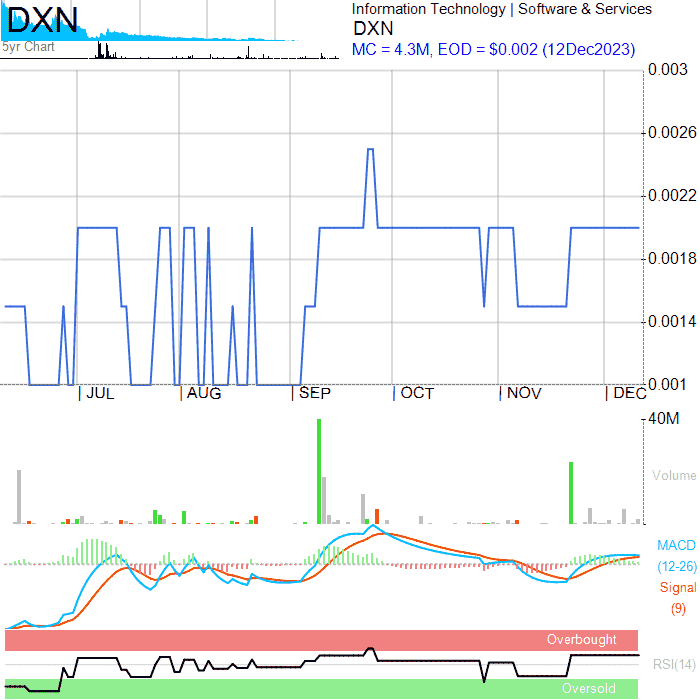 DXN
5yr Chart
Information Technology | Software & Services
DXN
MC = 4.3M, EOD = $0.002 (12Dec2023)
0.003
0.0026
0.0022
0.0018
0.0014
0.001
JUL
AUG
SEP
OCT
NOV
DEC
40M
Volume
MACD
(12-26)
Signal
(9)
Overbought
RSI(14)
Oversold